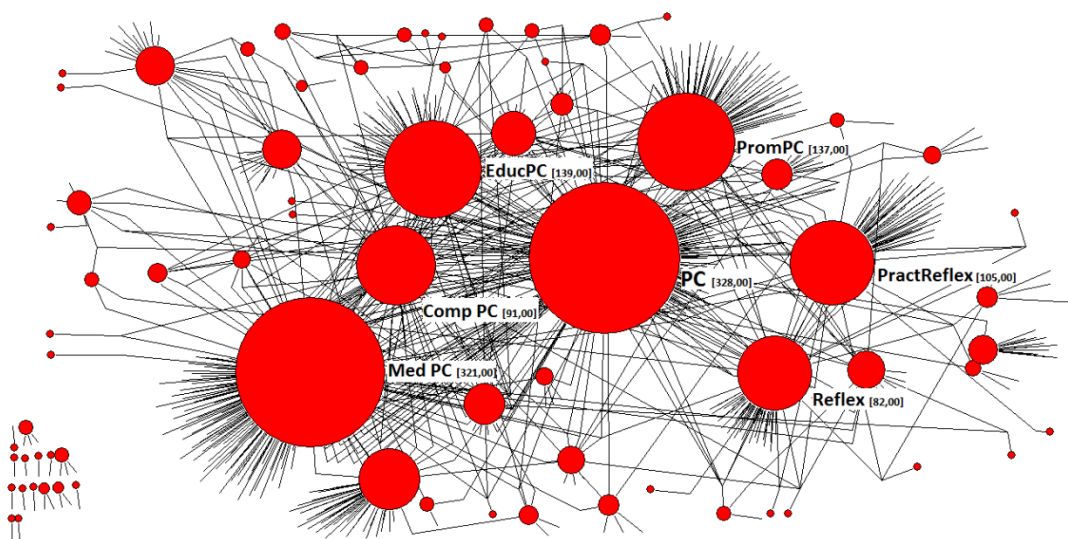 PromPC [137,00]
EducPC [139,00]
PC [328,00]
PractReflex [105,00]
Comp PC [91,00]
Med PC [321,00]
Reflex [82,00]